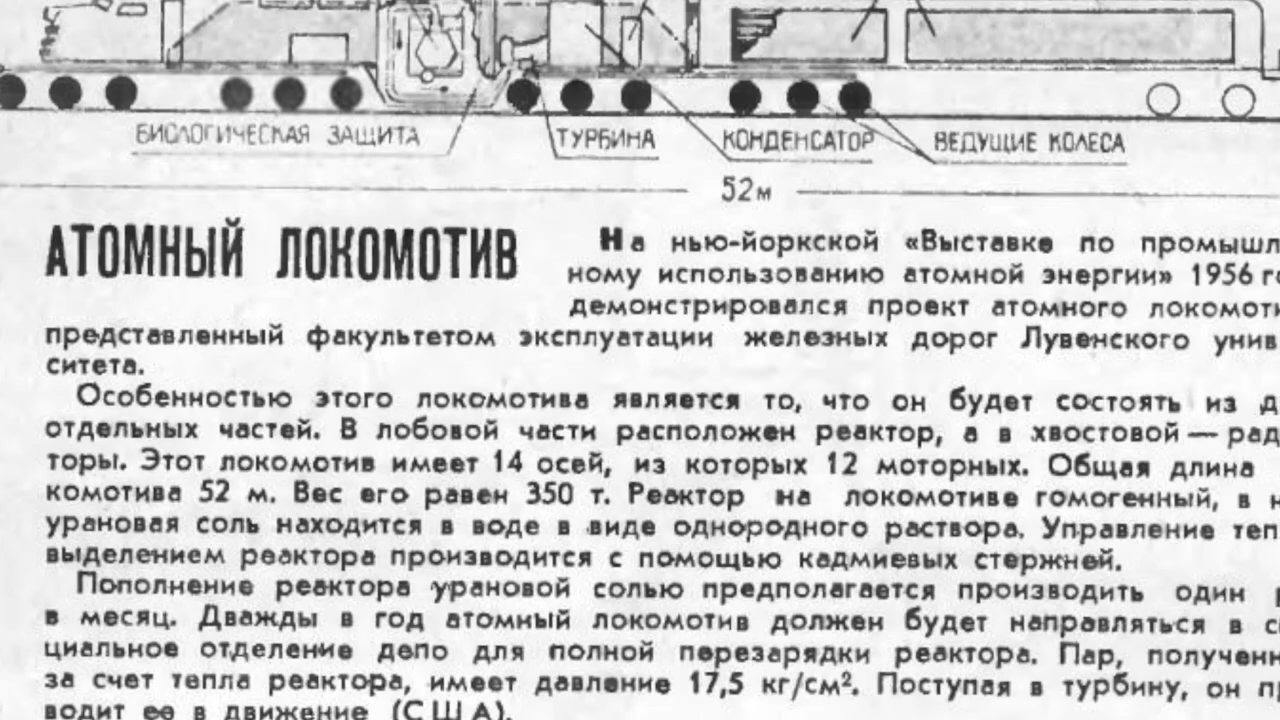 БИОЛОГИЧЕСКАЯ ЗАЩИТА
ТУРБИНА
КОНДЕНСАТОР
ВЕДУЩИЕ КОЛЕСА
52м
АТОМНЫЙ ЛОКОМОТИВ
На нью-йоркской «Выставке по промышл
ному использованию атомной энергии» 1956 го
демонстрировался проект атомного локомоти
представленный факультетом эксплуатации железных дорог Лувенского унив
ситета.
Особенностью этого локомотива является то, что он будет состоять из д
отдельных частей. В лобовой части расположен реактор, а в хвостовой — рад
торы. Этот локомотив имеет 14 осей, из которых 12 моторных. Общая длина
комотива 52 м. Вес его равен 350 т. Реактор на локомотиве гомогенный, в н
урановая соль находится в воде в виде однородного раствора. Управление теп
выделением реактора производится с помощью кадмиевых стержней.
Пополнение реактора урановой солью предполагается производить один р
в месяц. Дважды в год атомный локомотив должен будет направляться в сп
циальное отделение депо для полной перезарядки реактора. Пар, полученн
за счет тепла реактора, имеет давление 17,5 кг/см². Поступая в турбину, он пр
водит ее в движение (США).